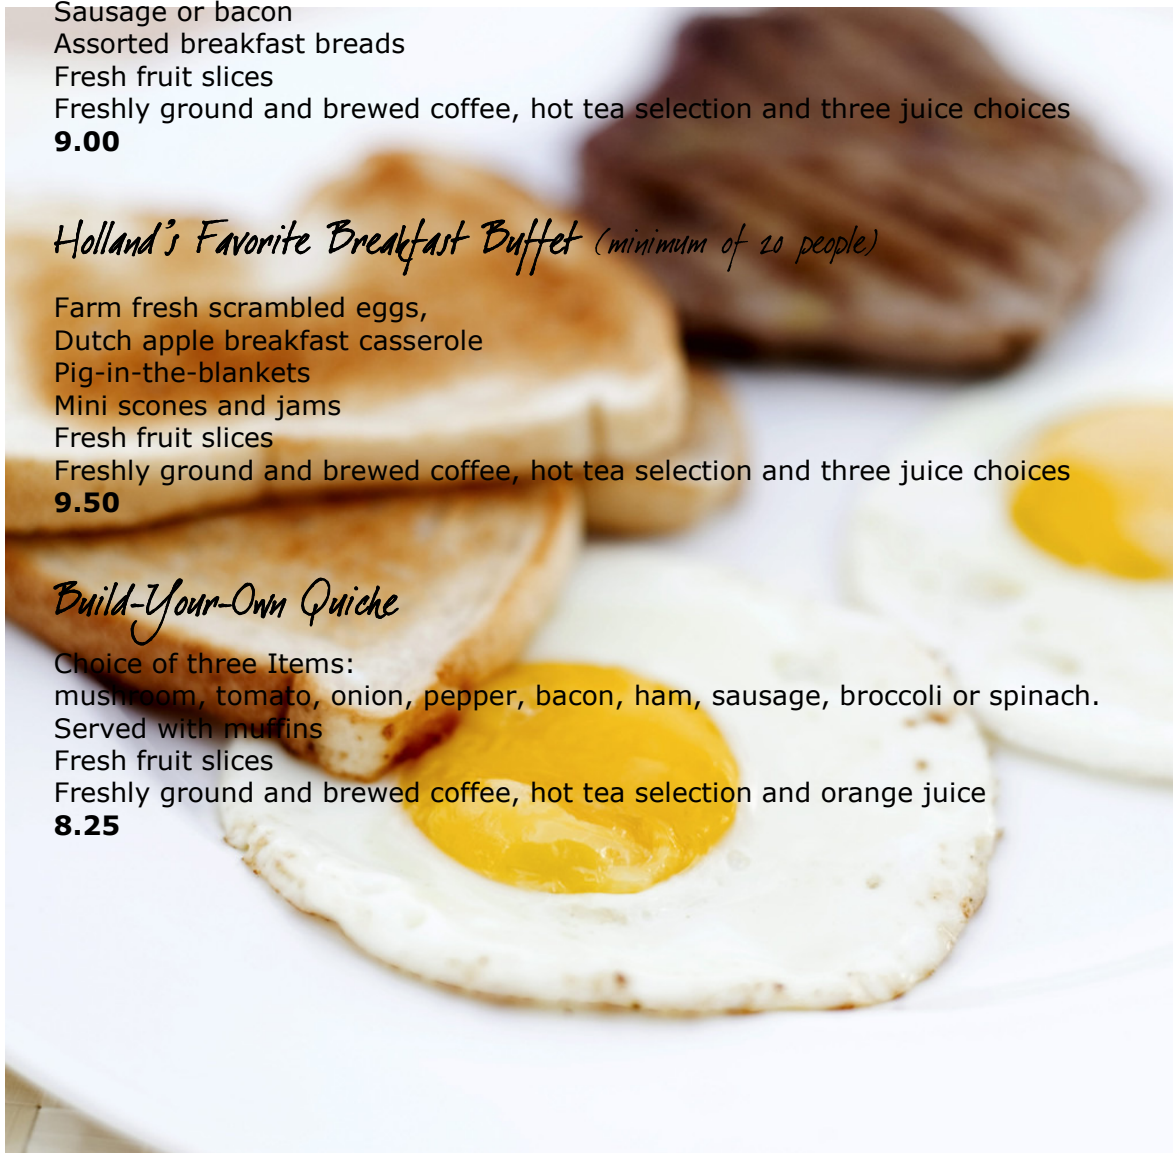 Sausage or bacon
Assorted breakfast breads
Fresh fruit slices
Freshly ground and brewed coffee, hot tea selection and three juice choices
9.00
Holland's Favorite Breakfast Buffet (minimum of 20 people)
Farm fresh scrambled eggs,
Dutch apple breakfast casserole
Pig-in-the-blankets
Mini scones and jams
Fresh fruit slices
Freshly ground and brewed coffee, hot tea selection and three juice choices
9.50
Build-Your-Own Quiche
Choice of three Items:
mushroom, tomato, onion, pepper, bacon, ham, sausage, broccoli or spinach.
Served with muffins
Fresh fruit slices
Freshly ground and brewed coffee, hot tea selection and orange juice
8.25